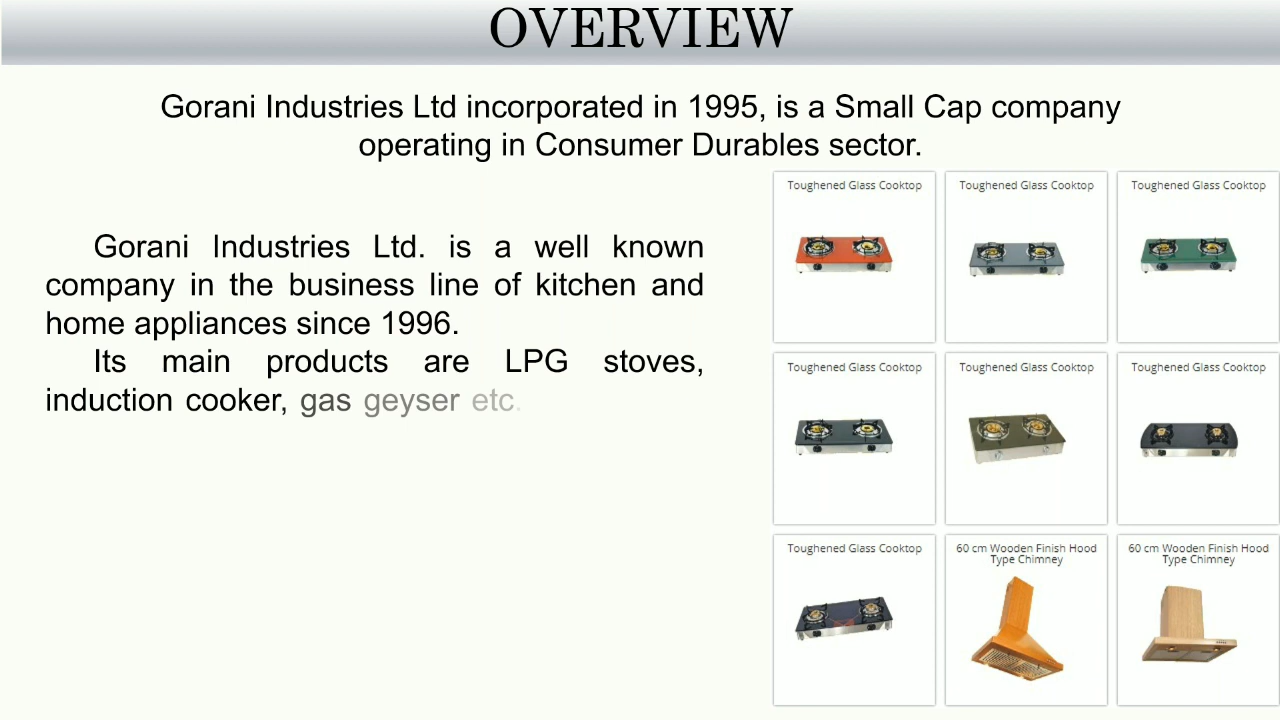 OVERVIEW
Gorani Industries Ltd incorporated in 1995, is a Small Cap company
operating in Consumer Durables sector.
Gorani Industries Ltd. is a well known
company in the business line of kitchen and
home appliances since 1996.
Its main products are LPG stoves,
induction cooker, gas geyser etc.
Toughened Glass Cooktop
Toughened Glass Cooktop
Toughened Glass Cooktop
Toughened Glass Cooktop
Toughened Glass Cooktop
Toughened Glass Cooktop
Toughened Glass Cooktop
60 cm Wooden Finish Hood
Type Chimney
60 cm Wooden Finish Hood
Type Chimney